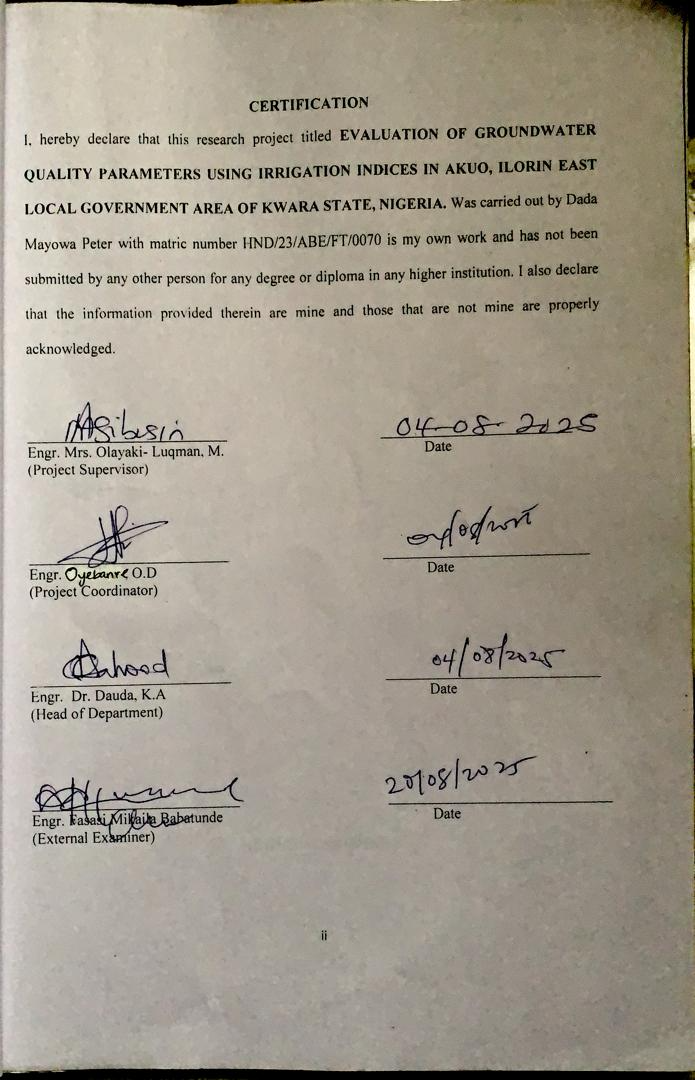 CERTIFICATION
I, hereby declare that this research project titled EVALUATION OF GROUNDWATER
QUALITY PARAMETERS USING IRRIGATION INDICES IN AKUO, ILORIN EAST
LOCAL GOVERNMENT AREA OF KWARA STATE, NIGERIA. Was carried out by Dada
Mayowa Peter with matric number HND/23/ABE/FT/0070 is my own work and has not been
submitted by any other person for any degree or diploma in any higher institution. I also declare
that the information provided therein are mine and those that are not mine are properly
acknowledged.
04-08-2025
Engr. Mrs. Olayaki- Luqman, M.
Date
(Project Supervisor)
Engr. Oyebanre O.D
Date
(Project Coordinator)
04/08/2025
Engr. Dr. Dauda, K.A
Date
(Head of Department)
20/08/2025
Engr. Fasasi Mikaila Babatunde
Date
(External Examiner)
ii